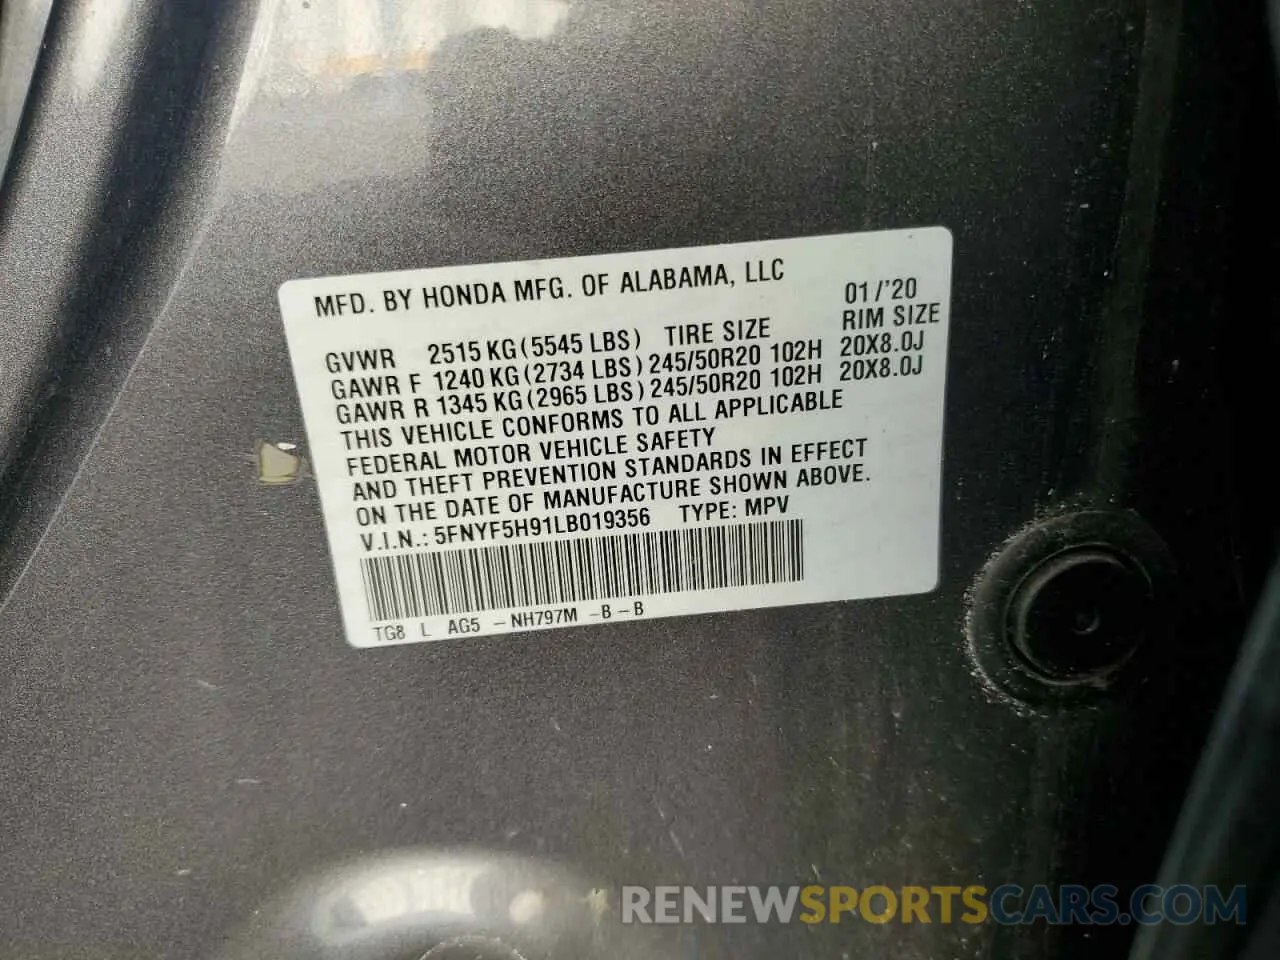 MFD. BY HONDA MFG. OF ALABAMA, LLC
01/'20
GVWR 2515 KG (5545 LBS) TIRE SIZE RIM SIZE
GAWR F 1240 KG (2734 LBS) 245/50R20 102H 20X8.0J
GAWR R 1345 KG (2965 LBS) 245/50R20 102H 20X8.0J
THIS VEHICLE CONFORMS TO ALL APPLICABLE
FEDERAL MOTOR VEHICLE SAFETY
AND THEFT PREVENTION STANDARDS IN EFFECT
ON THE DATE OF MANUFACTURE SHOWN ABOVE.
V.I.N.: 5FNYF5H91LB019356 TYPE: MPV
TG8 L AG5 - NH797M - B - B
RENEWSPORTSCARS.COM